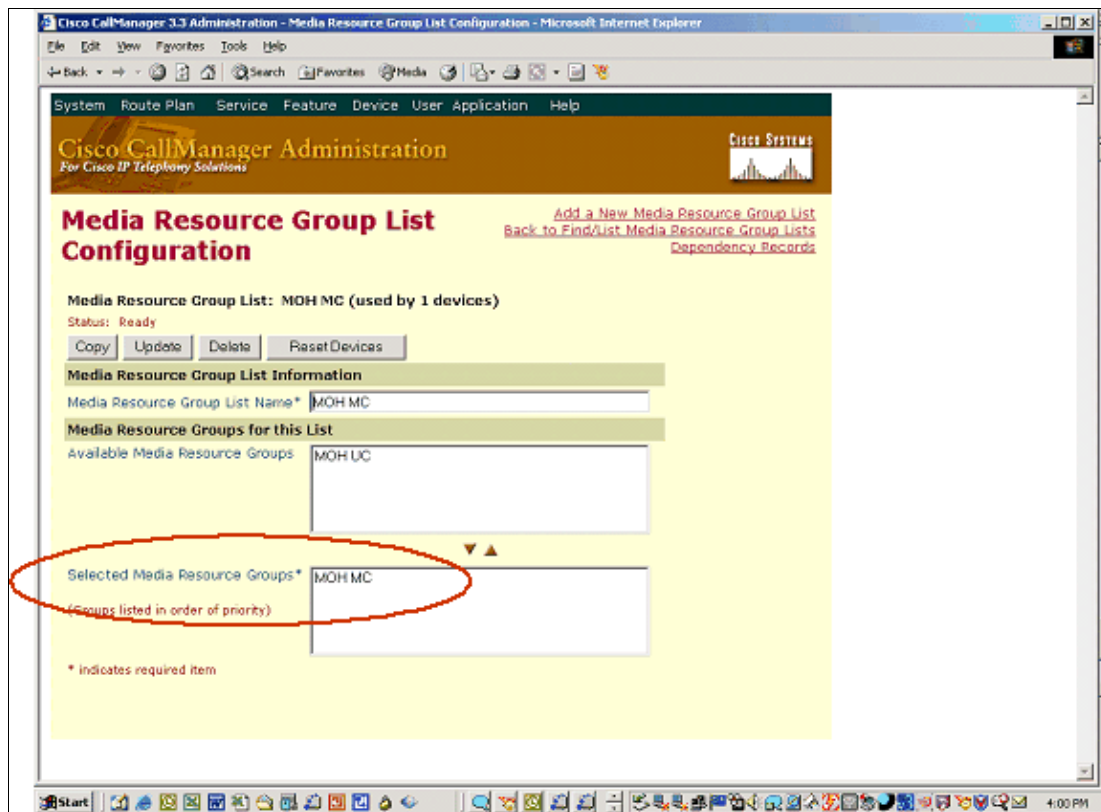 Cisco CallManager 3.3 Administration - Media Resource Group List Configuration - Microsoft Internet Explorer
File Edit View Favorites Tools Help
Back Search Favorites Media
System Route Plan Service Feature Device User Application Help
Cisco CallManager Administration
For Cisco IP Telephony Solutions
CISCO SYSTEMS
Media Resource Group List Configuration
Add a New Media Resource Group List
Back to Find/List Media Resource Group Lists
Dependency Records
Media Resource Group List: MOH MC (used by 1 devices)
Status: Ready
Copy Update Delete Reset Devices
Media Resource Group List Information
Media Resource Group List Name* MOH MC
Media Resource Groups for this List
Available Media Resource Groups MOH UC
Selected Media Resource Groups* MOH MC
(Groups listed in order of priority)
* indicates required item
Start 4:00 PM